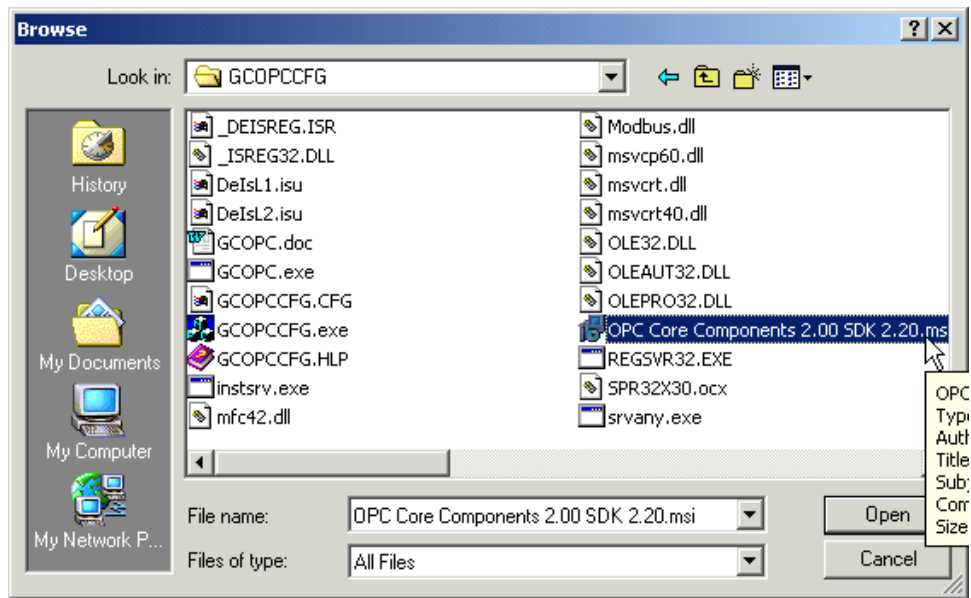 Browse
Look in: GCOPCCFG
History
Desktop
My Documents
My Computer
My Network P...
_DEISREG.ISR
_ISREG32.DLL
DeIsL1.isu
DeIsL2.isu
GCOPC.doc
GCOPC.exe
GCOPCCFG.CFG
GCOPCCFG.exe
GCOPCCFG.HLP
instsrv.exe
mfc42.dll
Modbus.dll
msvcp60.dll
msvcrt.dll
msvcrt40.dll
OLE32.DLL
OLEAUT32.DLL
OLEPRO32.DLL
OPC Core Components 2.00 SDK 2.20.ms
REGSVR32.EXE
SPR32X30.ocx
srvany.exe
OPC
Type
Auth
Title
Subj
Com
Size
File name: OPC Core Components 2.00 SDK 2.20.msi Open
Files of type: All Files Cancel